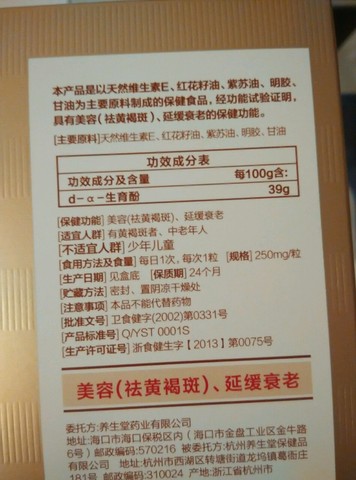 本产品是以天然维生素E、红花籽油、紫苏油、明胶、
甘油为主要原料制成的保健食品，经功能试验证明，
具有美容（祛黄褐斑）、延缓衰老的保健功能。
[主要原料]天然维生素E、红花籽油、紫苏油、明胶、甘油
功效成分表
功效成分及含量 每100g含:
d-α-生育酚 39g
[保健功能] 美容(祛黄褐斑)、延缓衰老
[适宜人群] 有黄褐斑者、中老年人
[不适宜人群] 少年儿童
[食用方法及食量] 每日1次，每次1粒 [规格] 250mg/粒
[生产日期] 见盒底 [保质期] 24个月
[贮藏方法] 密封、置阴凉干燥处
[注意事项] 本品不能代替药物
[批准文号] 卫食健字(2002)第0331号
[产品标准号] Q/YST 0001S
[生产许可证号] 浙食健生字【2013】第0075号
美容(祛黄褐斑)、延缓衰老
委托方:养生堂药业有限公司
地址:海口市海口保税区内（海口市金盘工业区金牛路
6号）邮政编码:570216 被委托方:杭州养生堂保健品
有限公司 地址:杭州市西湖区转塘街道龙坞镇葛衙庄
181号 邮政编码:310024 产地:浙江省杭州市